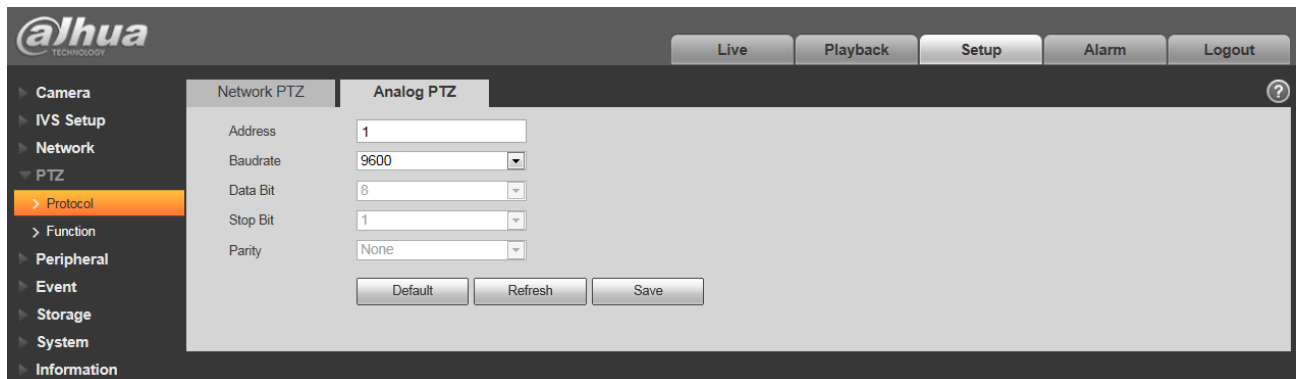 alhua
TECHNOLOGY
Live Playback Setup Alarm Logout
Camera
IVS Setup
Network
PTZ
> Protocol
> Function
Peripheral
Event
Storage
System
Information
Network PTZ Analog PTZ
?
Address 1
Baudrate 9600
Data Bit 8
Stop Bit 1
Parity None
Default Refresh Save